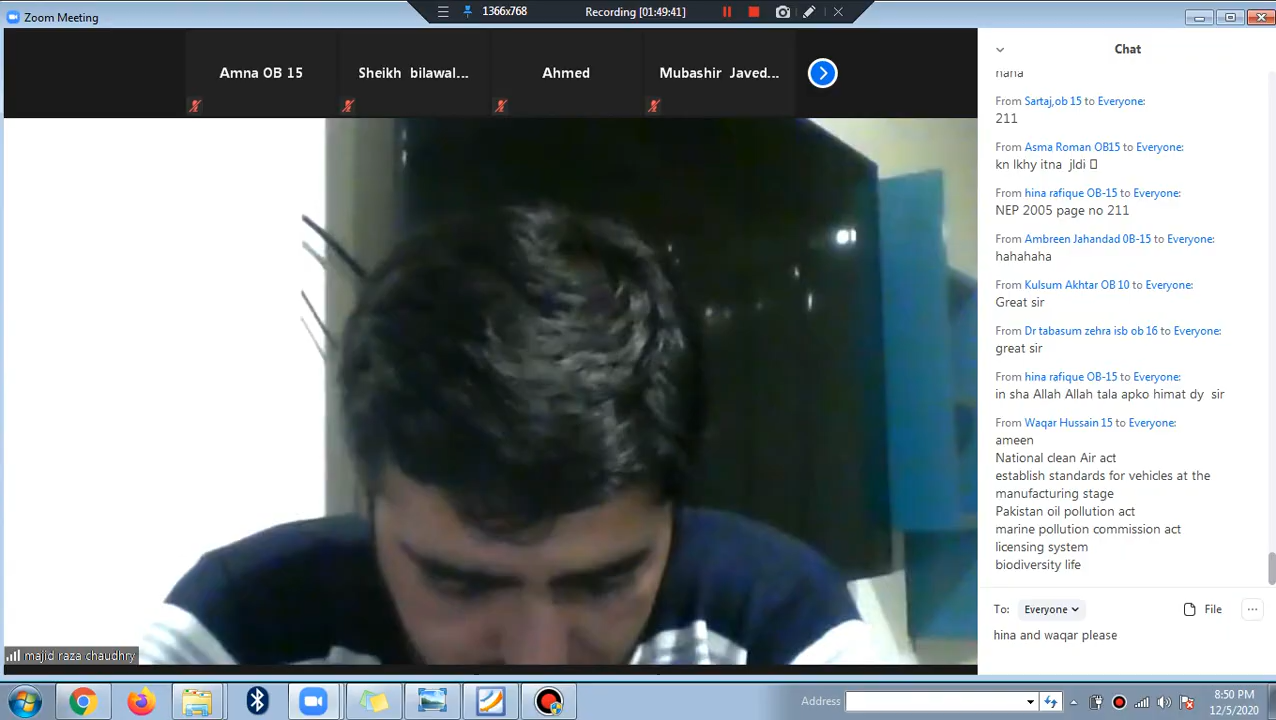 Zoom Meeting
1366x768
Recording [01:49:41]
Amna OB 15
Sheikh bilawal...
Ahmed
Mubashir Javed...
majid raza chaudhry
Chat
haha
From Sartaj,ob 15 to Everyone:
211
From Asma Roman OB15 to Everyone:
kn lkhy itna jldi
From hina rafique OB-15 to Everyone:
NEP 2005 page no 211
From Ambreen Jahandad 0B-15 to Everyone:
hahahaha
From Kulsum Akhtar OB 10 to Everyone:
Great sir
From Dr tabasum zehra isb ob 16 to Everyone:
great sir
From hina rafique OB-15 to Everyone:
in sha Allah Allah tala apko himat dy sir
From Waqar Hussain 15 to Everyone:
ameen
National clean Air act
establish standards for vehicles at the
manufacturing stage
Pakistan oil pollution act
marine pollution commission act
licensing system
biodiversity life
To: Everyone
File
hina and waqar please
Address
8:50 PM
12/5/2020